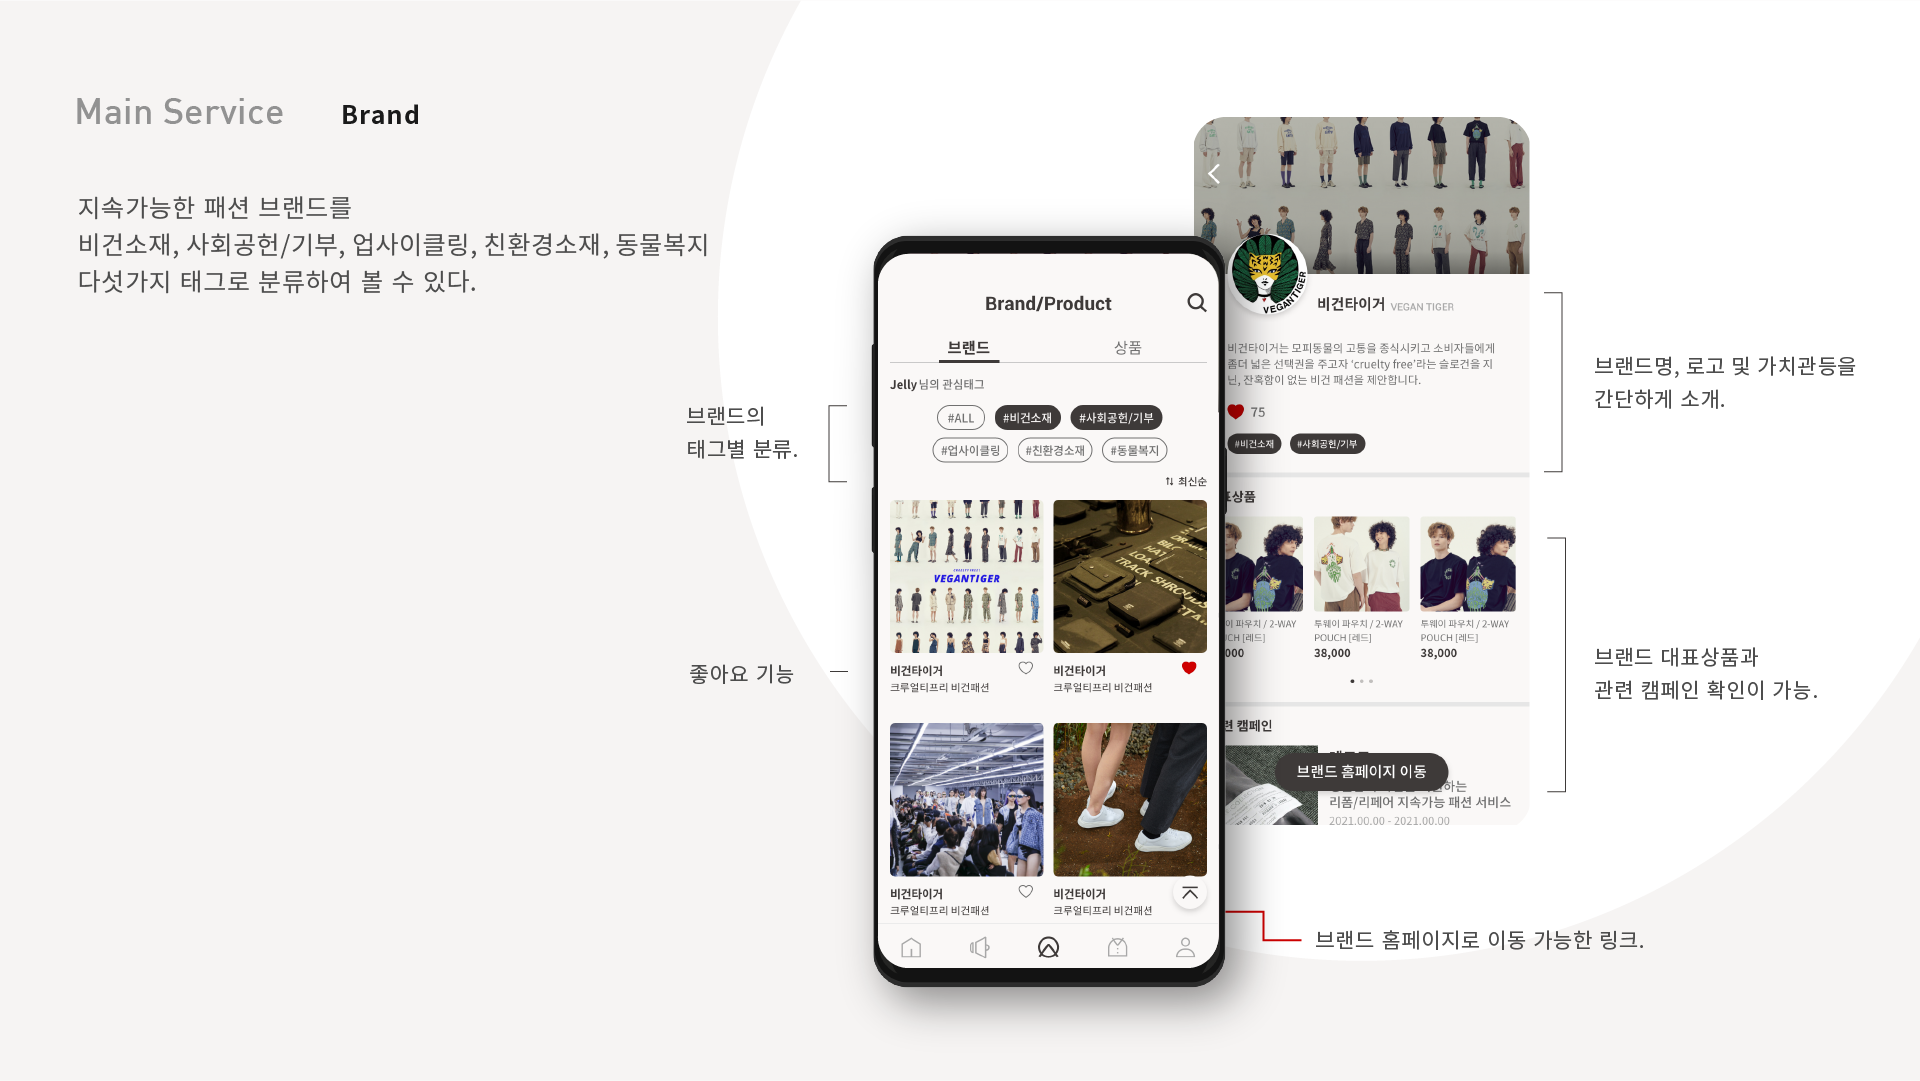 Main Service
Brand
지속가능한 패션 브랜드를
비건소재, 사회공헌/기부, 업사이클링, 친환경소재, 동물복지
다섯가지 태그로 분류하여 볼 수 있다.
브랜드의
태그별 분류.
좋아요 기능
Brand/Product
브랜드
상품
Jelly 님의 관심태그
#ALL
#비건소재
#사회공헌/기부
#업사이클링
#친환경소재
#동물복지
최신순
CRUELTY FREE!
VEGANTIGER
TRACK SHROUDS
비건타이거
크루얼티프리 비건패션
비건타이거
크루얼티프리 비건패션
비건타이거
크루얼티프리 비건패션
비건타이거
크루얼티프리 비건패션
VEGANTIGER
비건타이거 VEGAN TIGER
비건타이거는 모피동물의 고통을 종식시키고 소비자들에게
좀더 넓은 선택권을 주고자 ‘cruelty free’라는 슬로건을 지
닌, 잔혹함이 없는 비건 패션을 제안합니다.
75
#비건소재
#사회공헌/기부
표상품
이 파우치 / 2-WAY
CH [레드]
000
투웨이 파우치 / 2-WAY
POUCH [레드]
38,000
투웨이 파우치 / 2-WAY
POUCH [레드]
38,000
련 캠페인
브랜드 홈페이지 이동
하는
리폼/리페어 지속가능 패션 서비스
2021.00.00 - 2021.00.00
브랜드명, 로고 및 가치관등을
간단하게 소개.
브랜드 대표상품과
관련 캠페인 확인이 가능.
브랜드 홈페이지로 이동 가능한 링크.